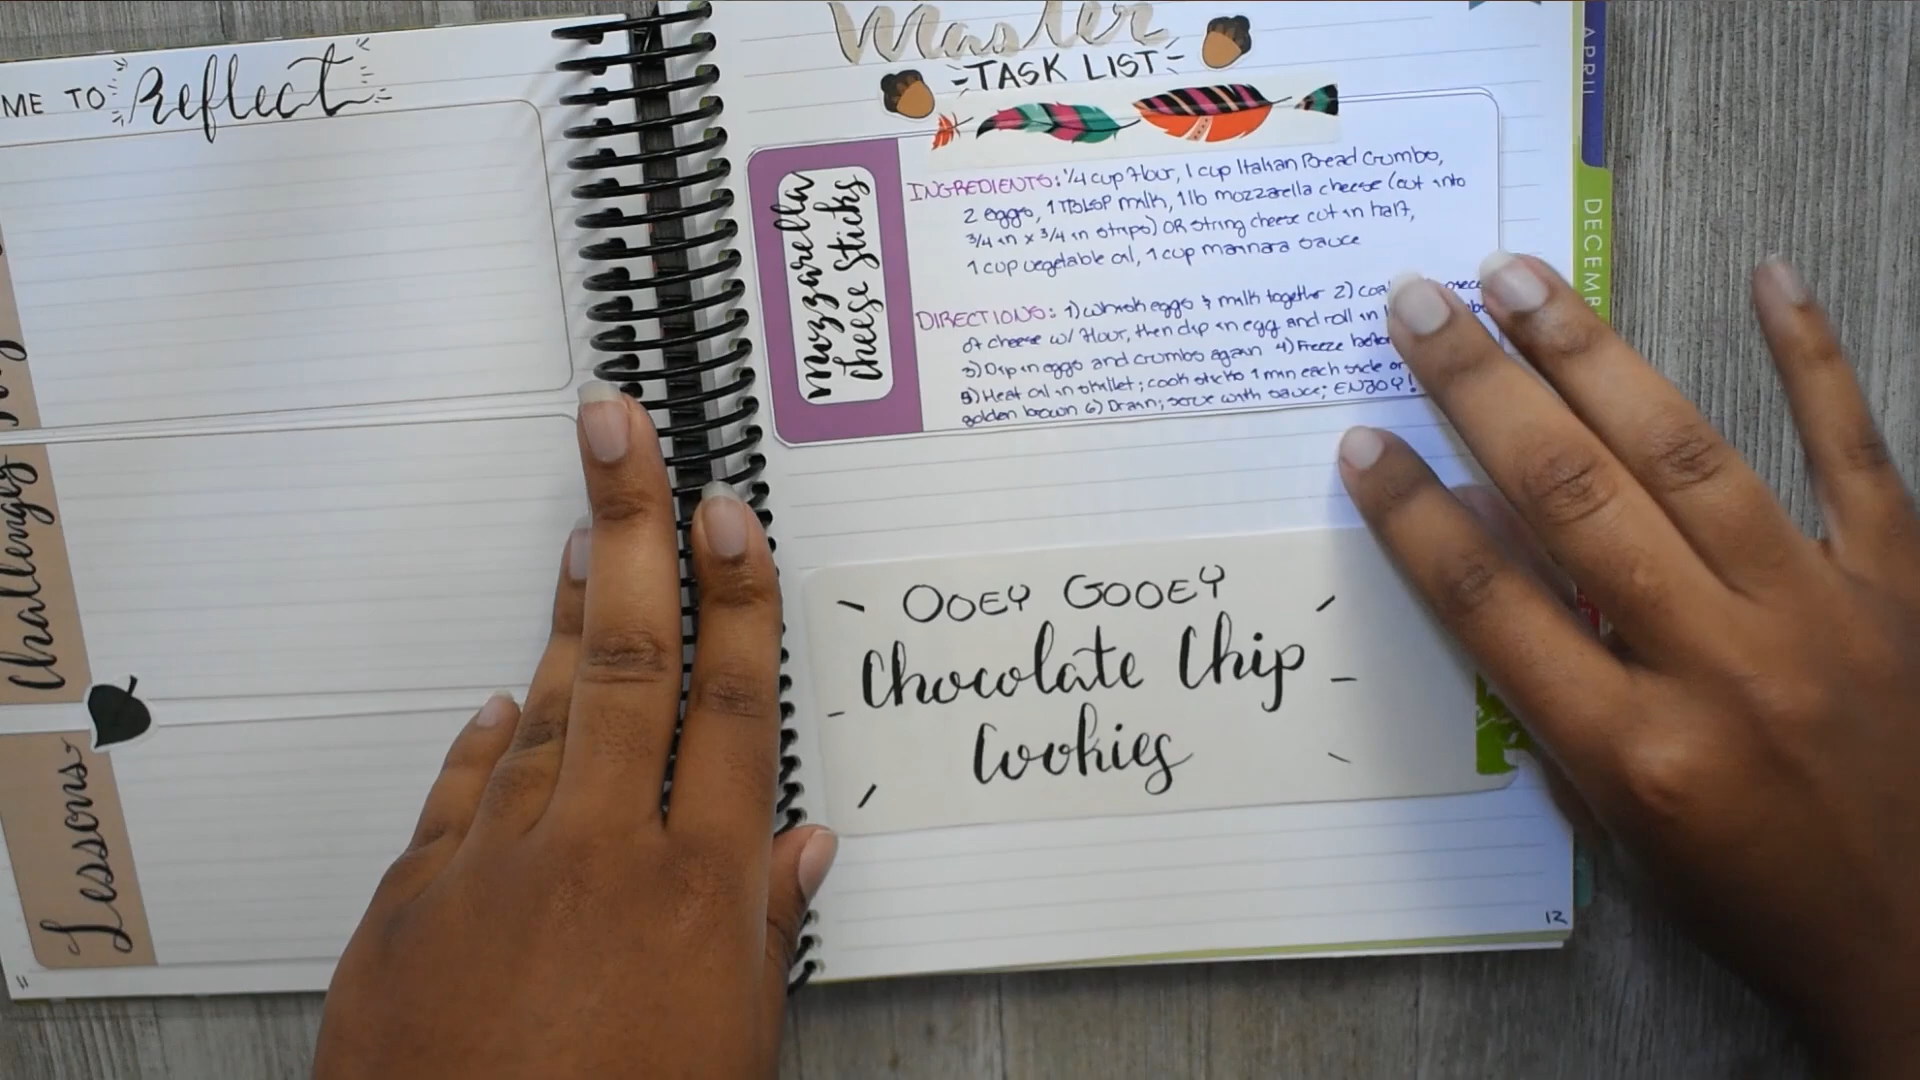 ME TO Reflect
Challenges
Lessons
11
Master
TASK LIST
mozzarella
cheese Sticks
INGREDIENTS: 1/4 cup flour, 1 cup Italian Bread Crumbs,
2 eggs, 1 TBLSP milk, 1lb mozzarella cheese (cut into
3/4 in x 3/4 in strips) OR string cheese cut in half,
1 cup vegetable oil, 1 cup marinara sauce
DIRECTIONS: 1) whisk eggs & milk together 2)
of cheese w/ flour, then dip in egg and roll in
3) Dip in eggs and crumbs again 4) Freeze
5) Heat oil in skillet; cook sticks 1 min each side or
golden brown 6) Drain; serve with sauce; ENJOY!
OOEY GOOEY
Chocolate Chip
Cookies
12
APRIL
DECEMB